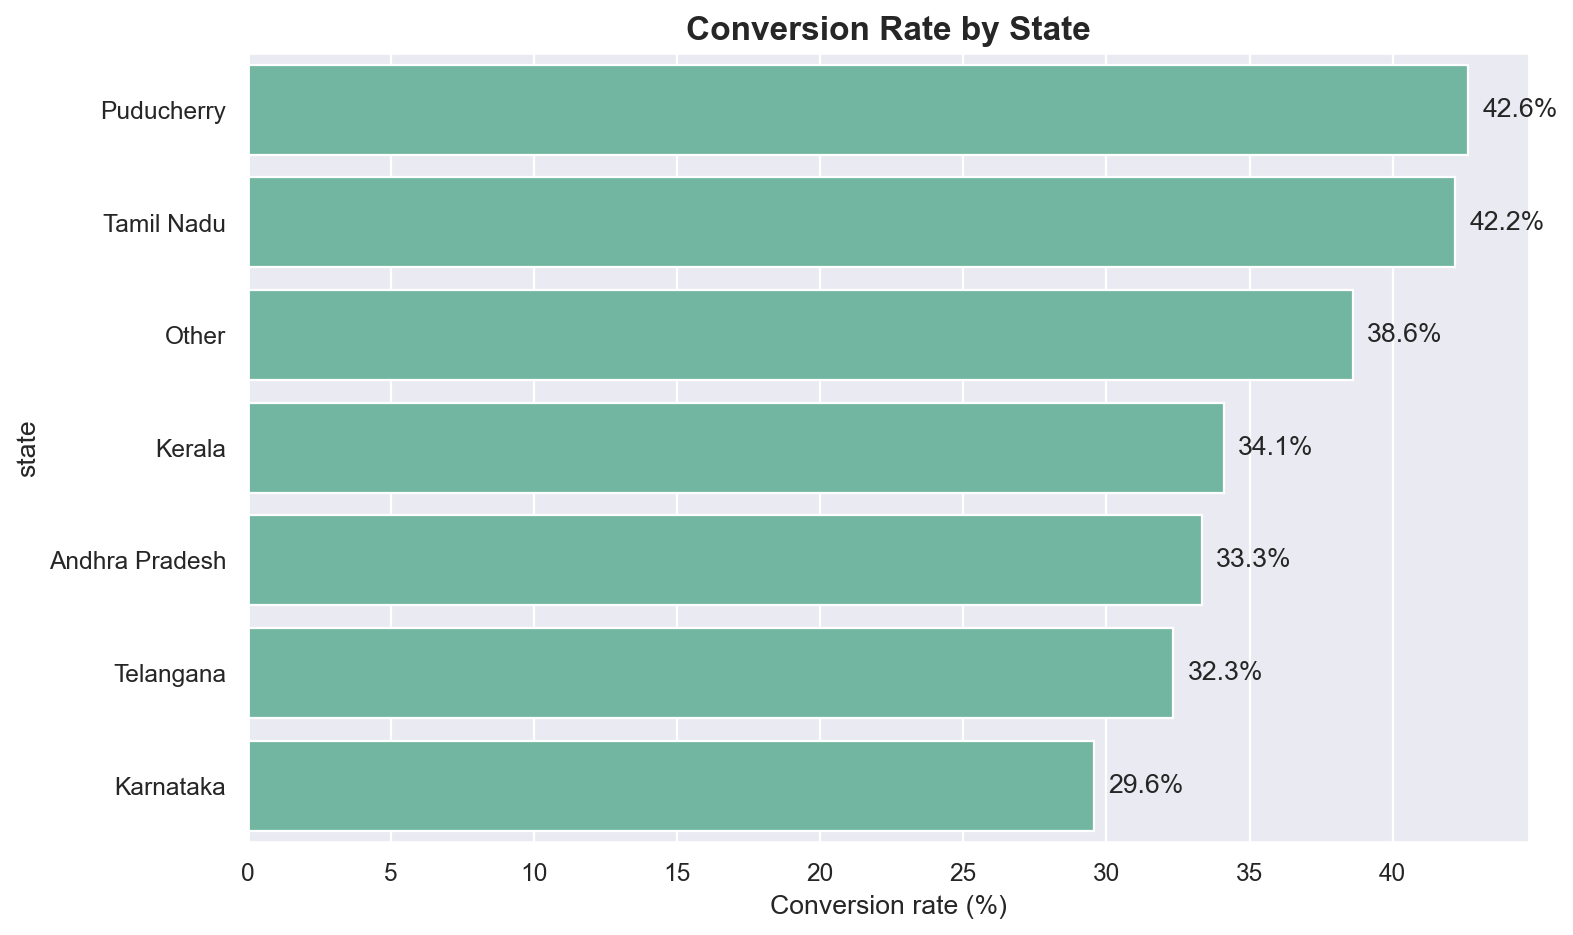 Conversion Rate by State
Puducherry 42.6%
Tamil Nadu 42.2%
Other 38.6%
Kerala 34.1%
Andhra Pradesh 33.3%
Telangana 32.3%
Karnataka 29.6%
state
0 5 10 15 20 25 30 35 40
Conversion rate (%)